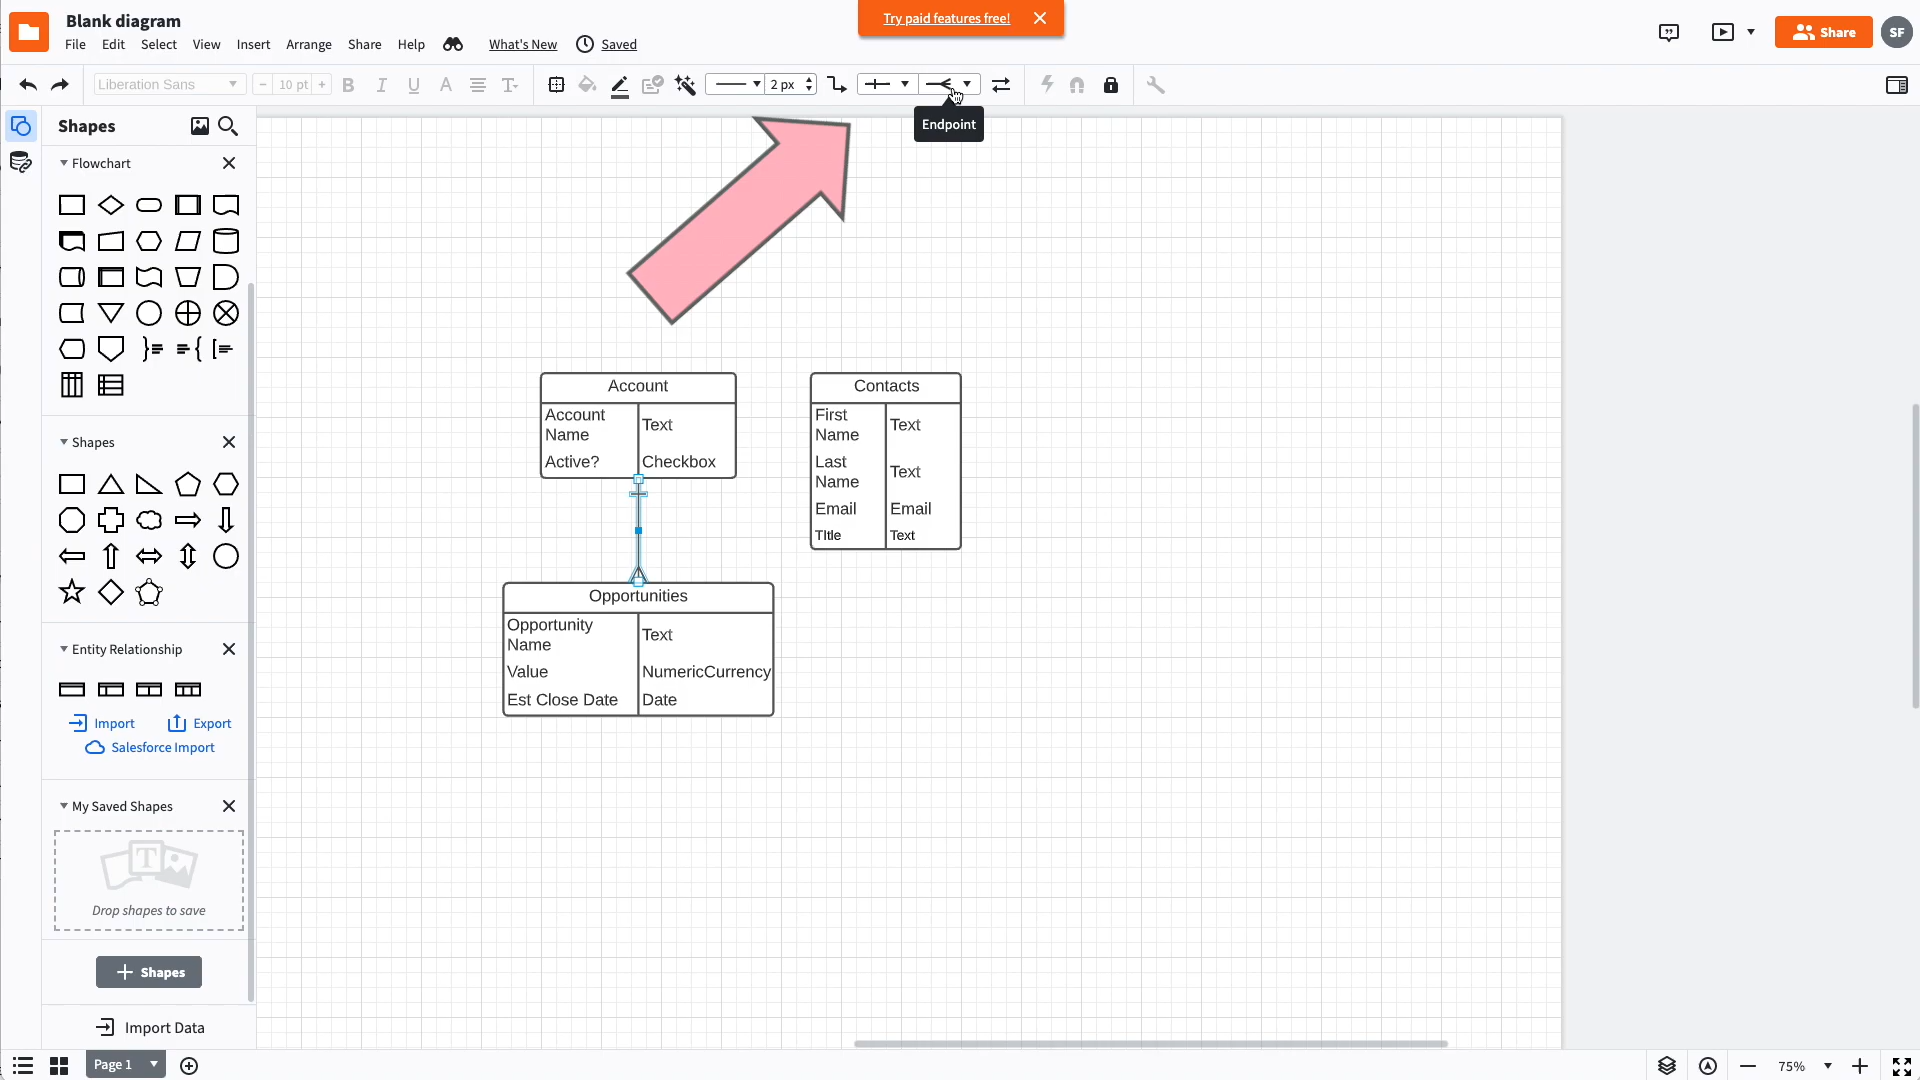 Blank diagram
Try paid features free!
File Edit Select View Insert Arrange Share Help What's New Saved
Share
SF
Liberation Sans
− 10 pt +
B I U A T
2 px
Endpoint
Shapes
Flowchart
Shapes
Entity Relationship
Import Export
Salesforce Import
My Saved Shapes
T
Drop shapes to save
+ Shapes
Import Data
Account
Account
Name
Text
Active? Checkbox
Contacts
First
Name
Text
Last
Name
Text
Email Email
TItle Text
Opportunities
Opportunity
Name
Text
Value NumericCurrency
Est Close Date Date
Page 1
75%